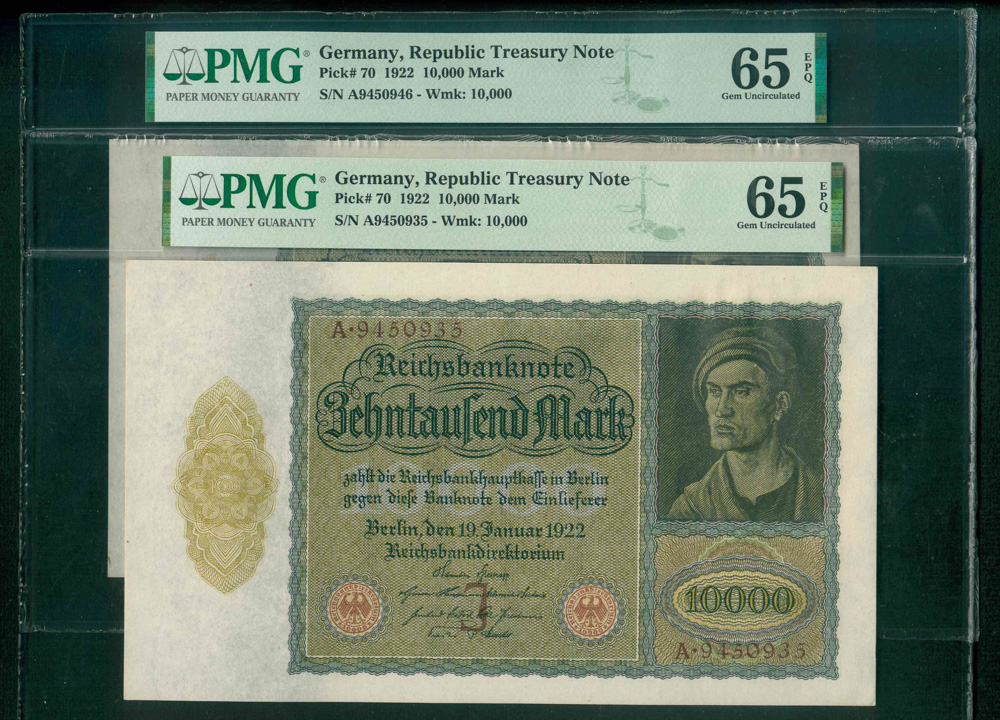 PMG®
PAPER MONEY GUARANTY
Germany, Republic Treasury Note
Pick# 70 1922 10,000 Mark
S/N A9450946 - Wmk: 10,000
65
EPQ
Gem Uncirculated
PMG®
PAPER MONEY GUARANTY
Germany, Republic Treasury Note
Pick# 70 1922 10,000 Mark
S/N A9450935 - Wmk: 10,000
65
EPQ
Gem Uncirculated
A·9450935
Reichsbanknote
Zehntauſend Mark
zahlt die Reichsbankhauptkaſſe in Berlin
gegen dieſe Banknote dem Einlieferer
Berlin, den 19. Januar 1922
Reichsbankdirektorium
J
10000
A·9450935